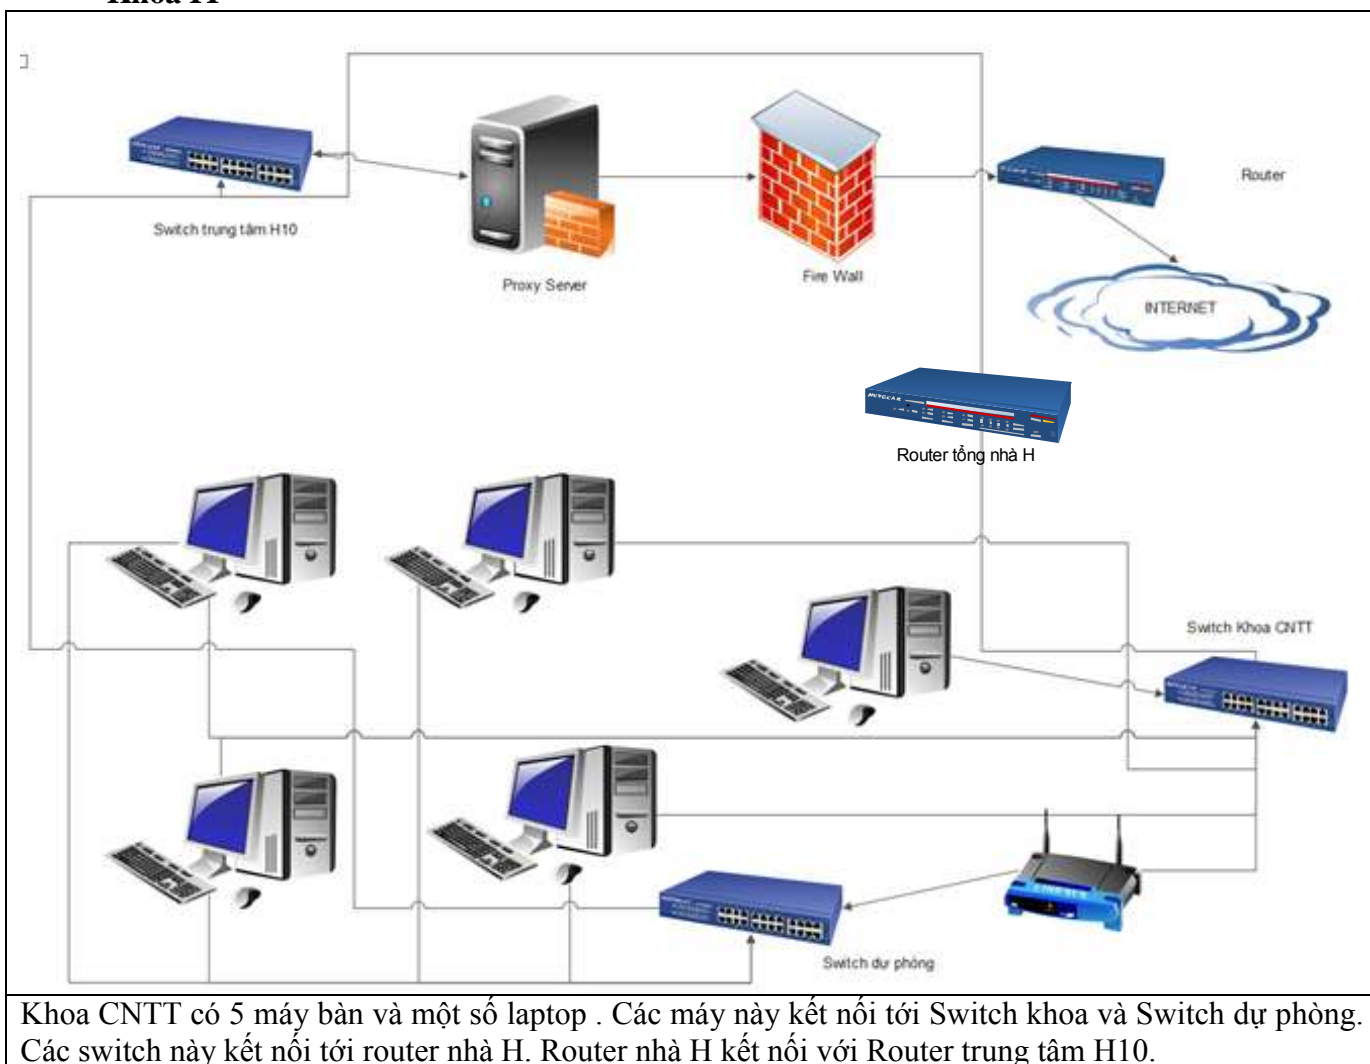 Khoa IT
Switch trung tâm H10
Proxy Server
Fire Wall
Router
INTERNET
NETGEAR
Router tổng nhà H
Switch Khoa CNTT
LINKSYS
Switch dự phòng
Khoa CNTT có 5 máy bàn và một số laptop . Các máy này kết nối tới Switch khoa và Switch dự phòng.
Các switch này kết nối tới router nhà H. Router nhà H kết nối với Router trung tâm H10.